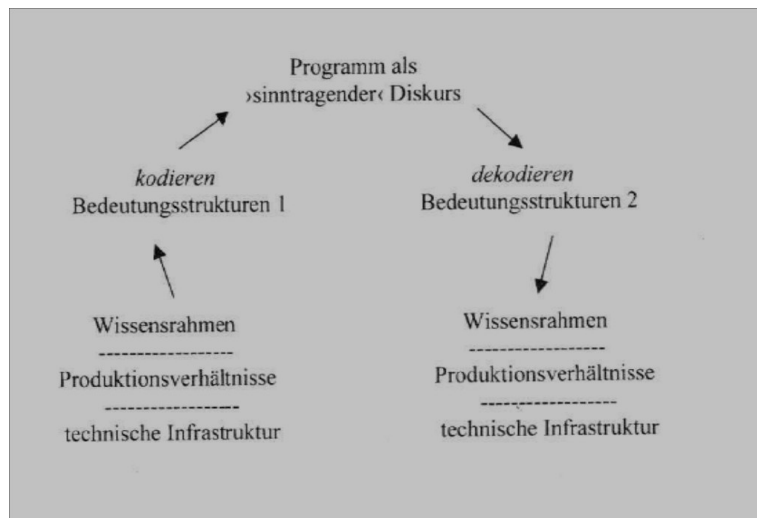 Programm als
›sinntragender‹ Diskurs
kodieren
Bedeutungsstrukturen 1
dekodieren
Bedeutungsstrukturen 2
Wissensrahmen
Produktionsverhältnisse
technische Infrastruktur
Wissensrahmen
Produktionsverhältnisse
technische Infrastruktur